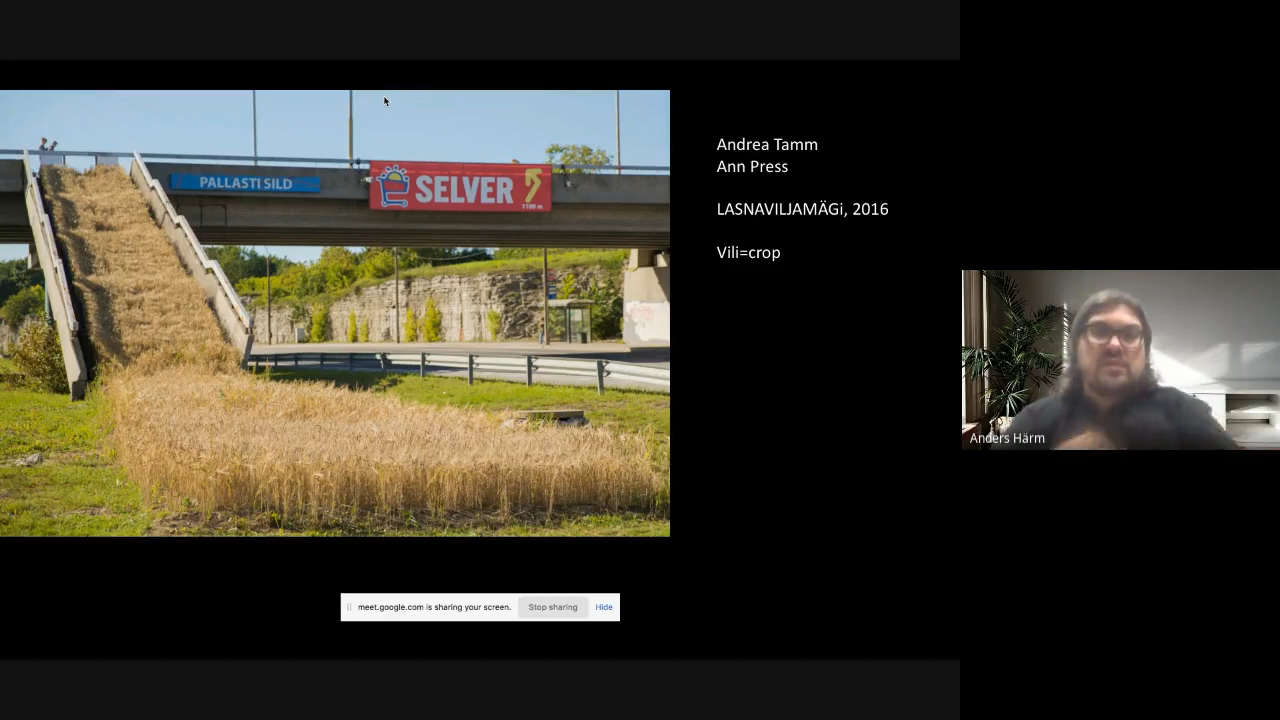 PALLASTI SILD
SELVER
1100 m
Andrea Tamm
Ann Press
LASNAVILJAMÄGi, 2016
Vili=crop
Anders Härm
meet.google.com is sharing your screen.
Stop sharing
Hide